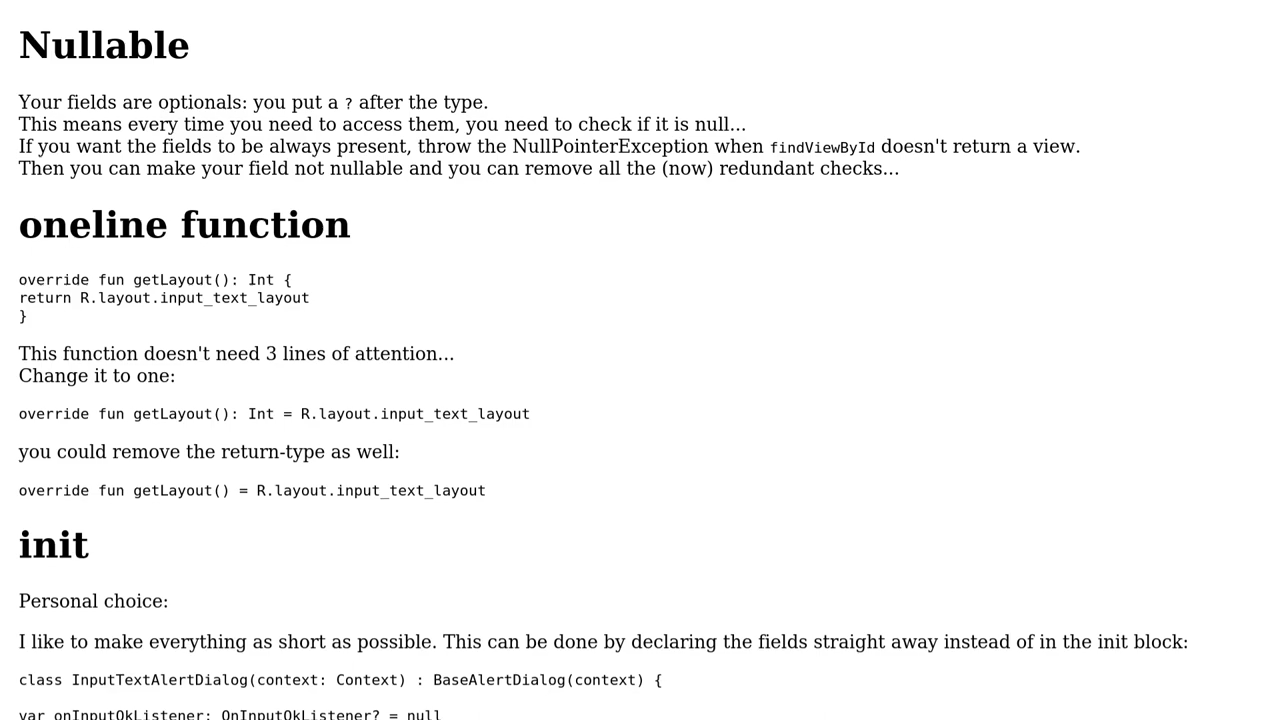 Nullable
Your fields are optionals: you put a ? after the type.
This means every time you need to access them, you need to check if it is null...
If you want the fields to be always present, throw the NullPointerException when findViewById doesn't return a view.
Then you can make your field not nullable and you can remove all the (now) redundant checks...
oneline function
override fun getLayout(): Int {
return R.layout.input_text_layout
}
This function doesn't need 3 lines of attention...
Change it to one:
override fun getLayout(): Int = R.layout.input_text_layout
you could remove the return-type as well:
override fun getLayout() = R.layout.input_text_layout
init
Personal choice:
I like to make everything as short as possible. This can be done by declaring the fields straight away instead of in the init block:
class InputTextAlertDialog(context: Context) : BaseAlertDialog(context) {
var onInputOkListener: OnInputOkListener? = null